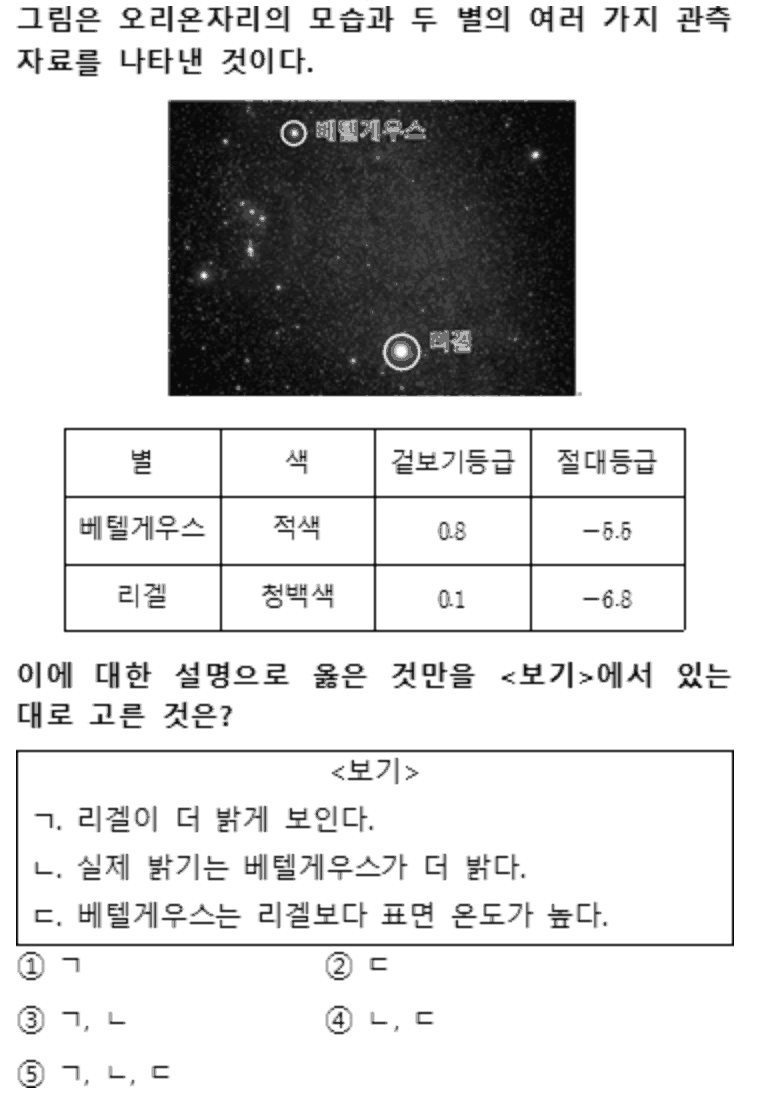 그림은 오리온자리의 모습과 두 별의 여러 가지 관측
자료를 나타낸 것이다.
베텔게우스
리겔
별 색 겉보기등급 절대등급
베텔게우스 적색 0.8 −5.5
리겔 청백색 0.1 −6.8
이에 대한 설명으로 옳은 것만을 <보기>에서 있는
대로 고른 것은?
<보기>
ㄱ. 리겔이 더 밝게 보인다.
ㄴ. 실제 밝기는 베텔게우스가 더 밝다.
ㄷ. 베텔게우스는 리겔보다 표면 온도가 높다.
① ㄱ ② ㄷ
③ ㄱ, ㄴ ④ ㄴ, ㄷ
⑤ ㄱ, ㄴ, ㄷ